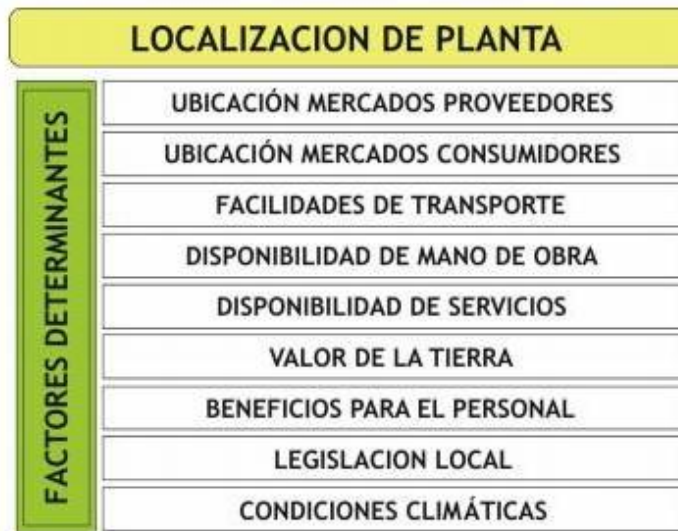 LOCALIZACION DE PLANTA
FACTORES DETERMINANTES
UBICACIÓN MERCADOS PROVEEDORES
UBICACIÓN MERCADOS CONSUMIDORES
FACILIDADES DE TRANSPORTE
DISPONIBILIDAD DE MANO DE OBRA
DISPONIBILIDAD DE SERVICIOS
VALOR DE LA TIERRA
BENEFICIOS PARA EL PERSONAL
LEGISLACION LOCAL
CONDICIONES CLIMÁTICAS